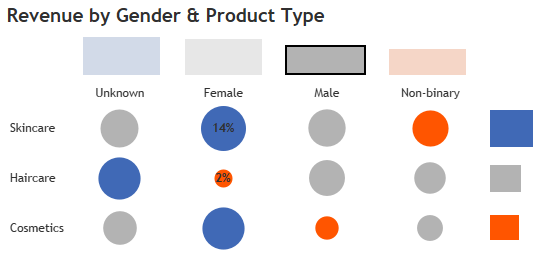 Revenue by Gender & Product Type
Unknown Female Male Non-binary
Skincare 14%
Haircare 2%
Cosmetics